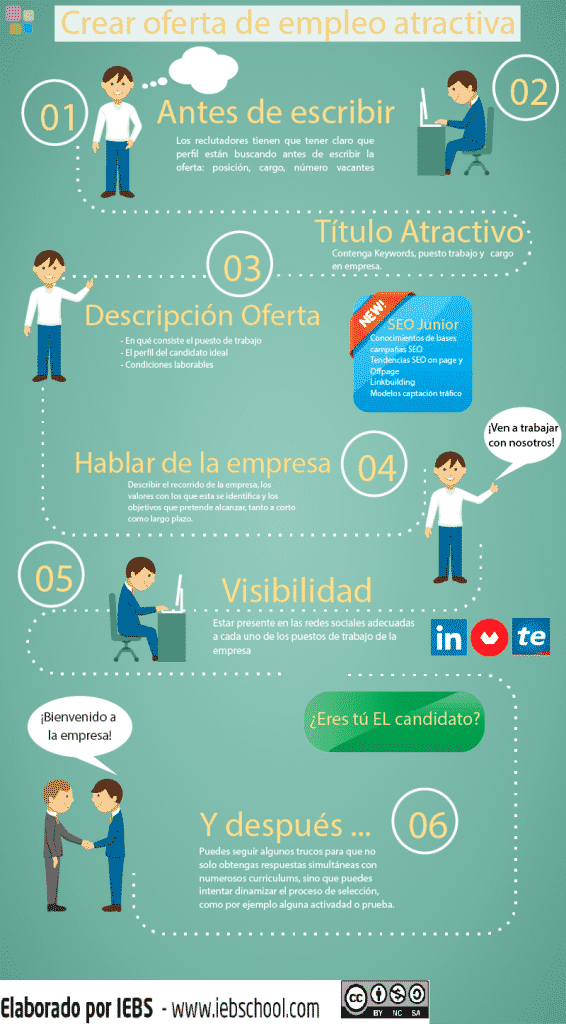 Crear oferta de empleo atractiva
01
Antes de escribir
Los reclutadores tienen que tener claro que
perfil están buscando antes de escribir la
oferta: posición, cargo, número vacantes
02
Título Atractivo
Contenga Keywords, puesto trabajo y cargo
en empresa.
03
Descripción Oferta
- En qué consiste el puesto de trabajo
- El perfil del candidato ideal
- Condiciones laborables
NEW!
SEO Junior
Conocimientos de bases
campañas SEO
Tendencias SEO on page y
Offpage
Linkbuilding
Modelos captación tráfico
¡Ven a trabajar
con nosotros!
Hablar de la empresa
04
Describir el recorrido de la empresa, los
valores con los que esta se identifica y los
objetivos que pretende alcanzar, tanto a corto
como largo plazo.
05
Visibilidad
Estar presente en las redes sociales adecuadas
a cada uno de los puestos de trabajo de la
empresa
in
te
¡Bienvenido a
la empresa!
¿Eres tú EL candidato?
Y después ...
06
Puedes seguir algunos trucos para que no
solo obtengas respuestas simultáneas con
numerosos curriculums, sino que puedes
intentar dinamizar el proceso de selección,
como por ejemplo alguna activadad o prueba.
Elaborado por IEBS - www.iebschool.com
cc
BY NC SA